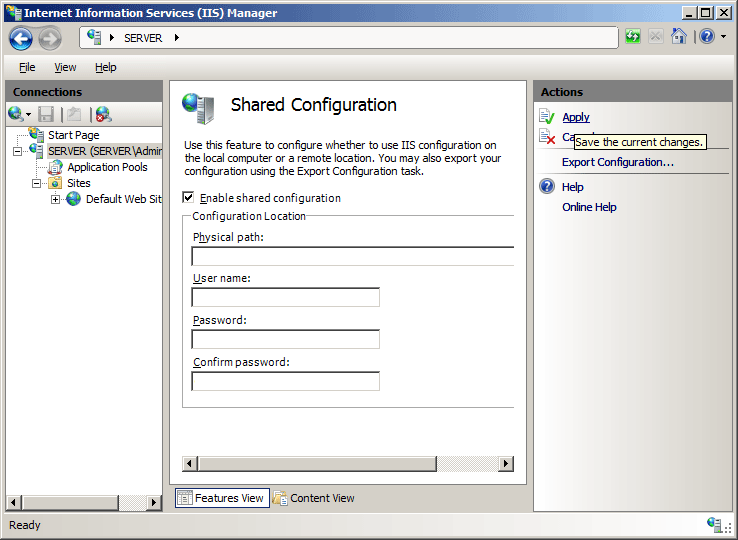 Internet Information Services (IIS) Manager
SERVER
File View Help
Connections
Start Page
SERVER (SERVER\Admin
Application Pools
Sites
Default Web Sit
Shared Configuration
Use this feature to configure whether to use IIS configuration on
the local computer or a remote location. You may also export your
configuration using the Export Configuration task.
Enable shared configuration
Configuration Location
Physical path:
User name:
Password:
Confirm password:
Features View
Content View
Actions
Apply
Save the current changes.
Export Configuration...
Help
Online Help
Ready